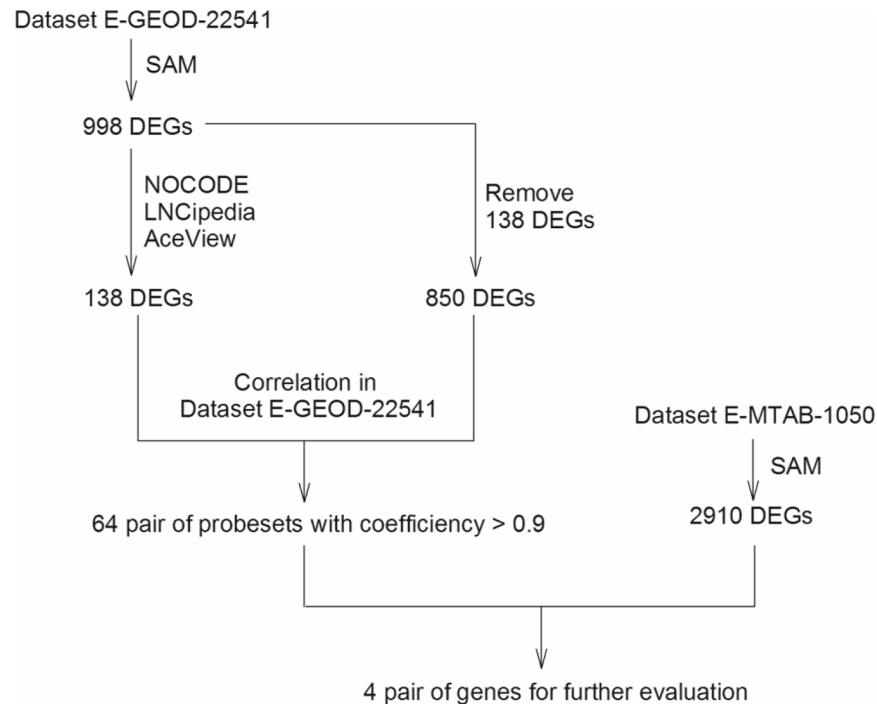 Dataset E-GEOD-22541
SAM
998 DEGs
NOCODE
LNCipedia
AceView
Remove
138 DEGs
138 DEGs
850 DEGs
Correlation in
Dataset E-GEOD-22541
Dataset E-MTAB-1050
SAM
64 pair of probesets with coefficiency > 0.9
2910 DEGs
4 pair of genes for further evaluation